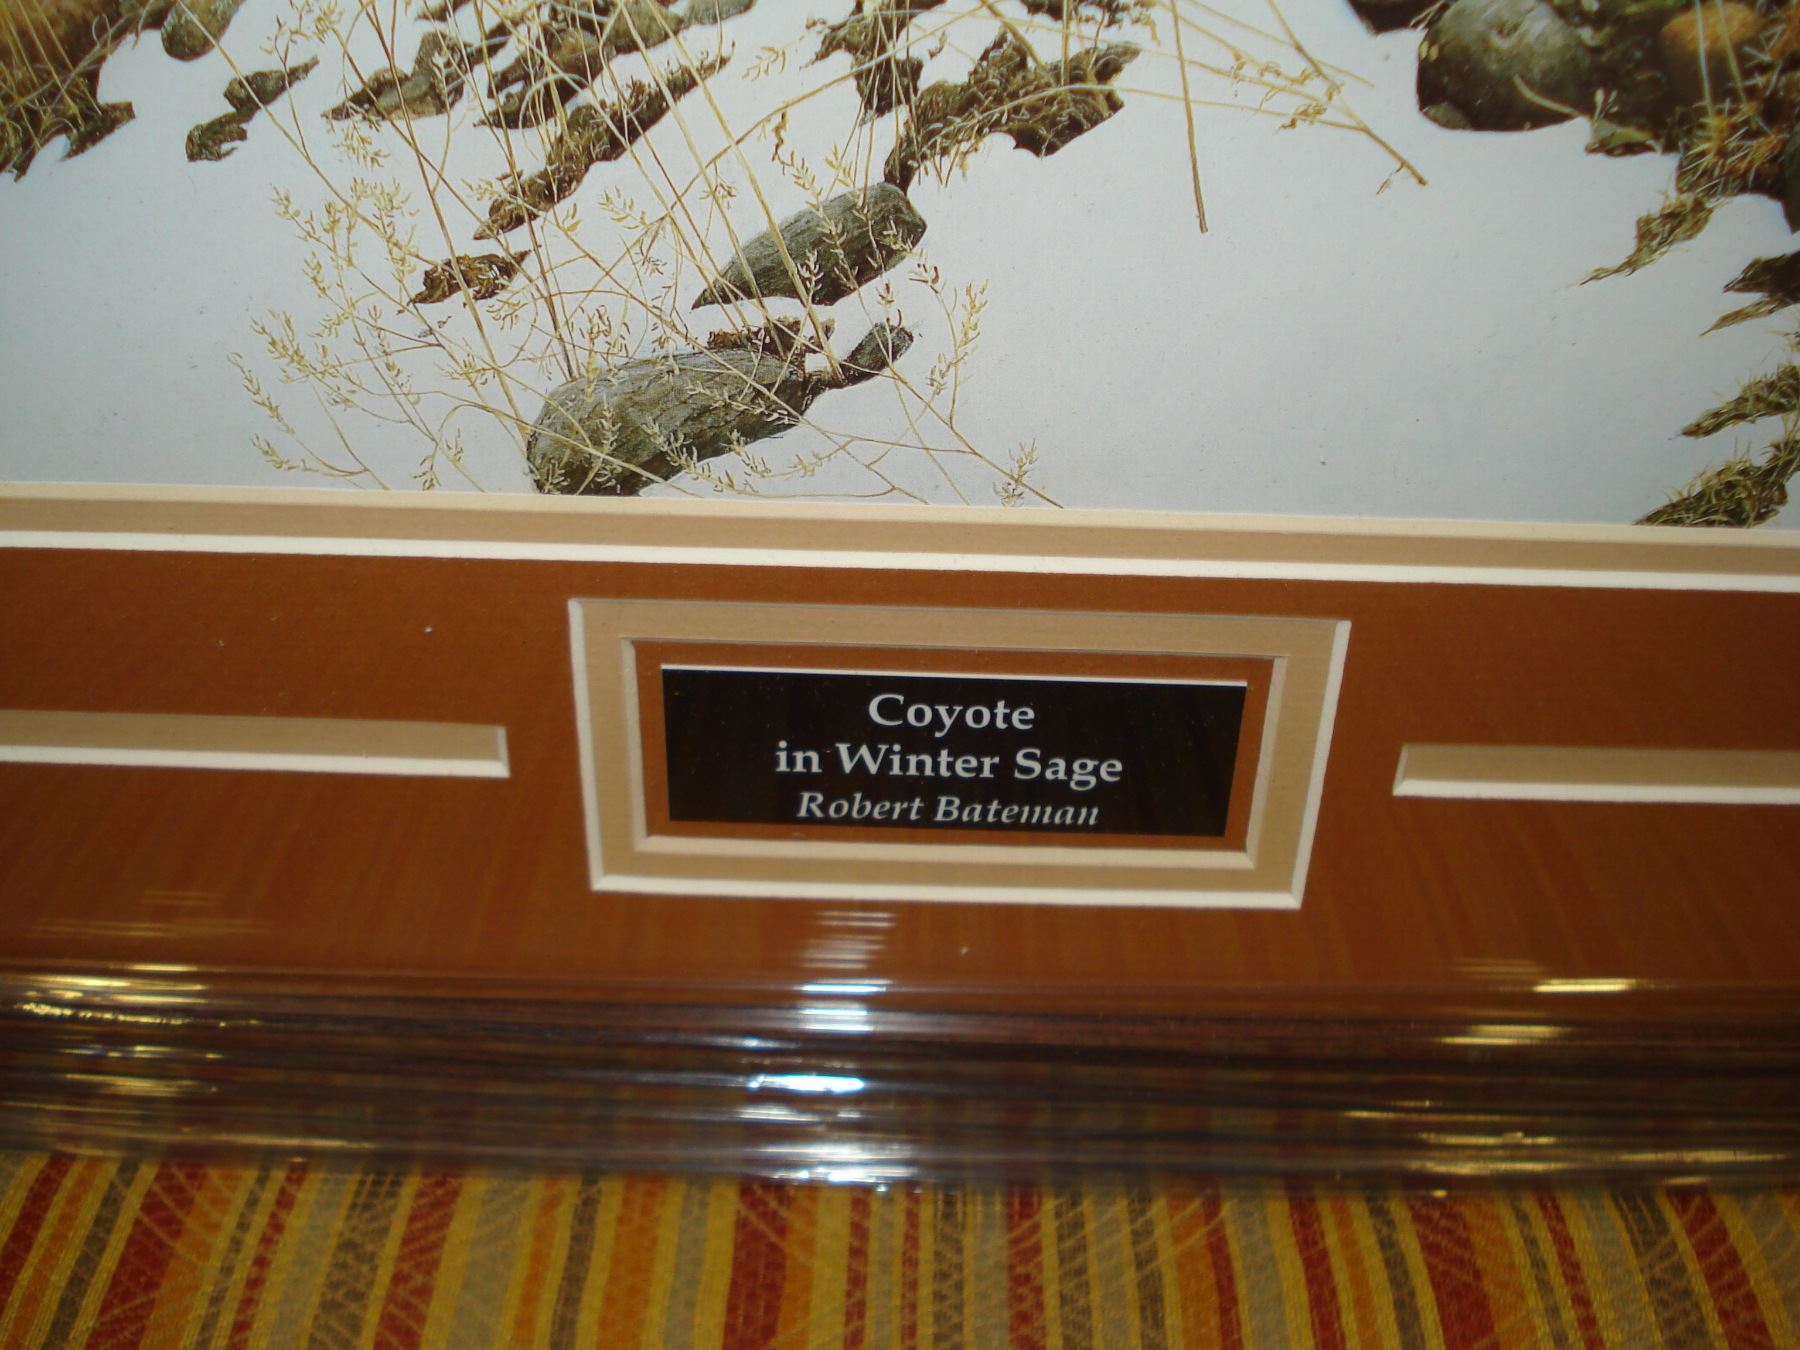 Coyote
in Winter Sage
Robert Bateman